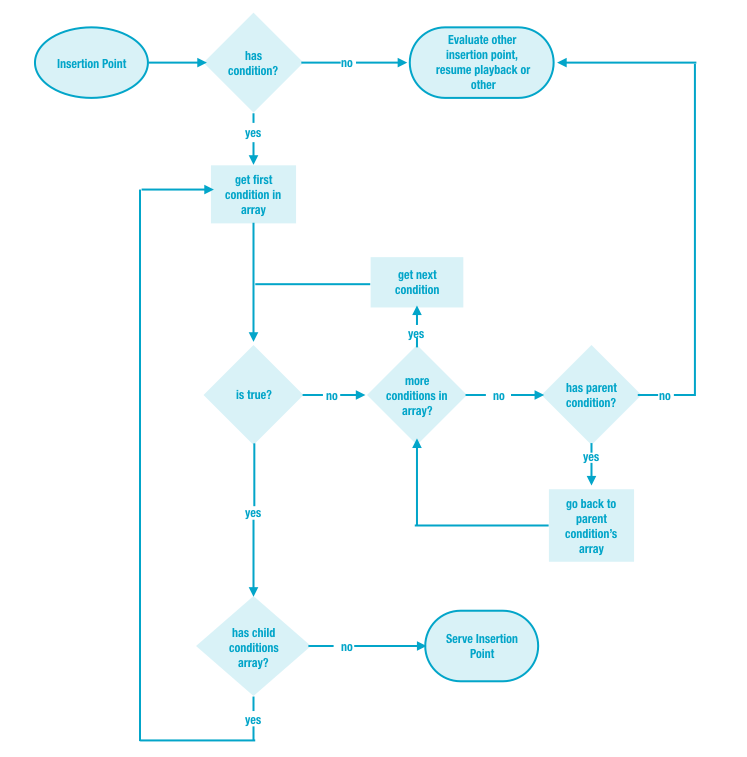 Insertion Point
has
condition?
no
Evaluate other
insertion point,
resume playback or
other
yes
get first
condition in
array
get next
condition
yes
is true?
no
more
conditions in
array?
no
has parent
condition?
no
yes
go back to
parent
condition's
array
yes
has child
conditions
array?
no
Serve Insertion
Point
yes